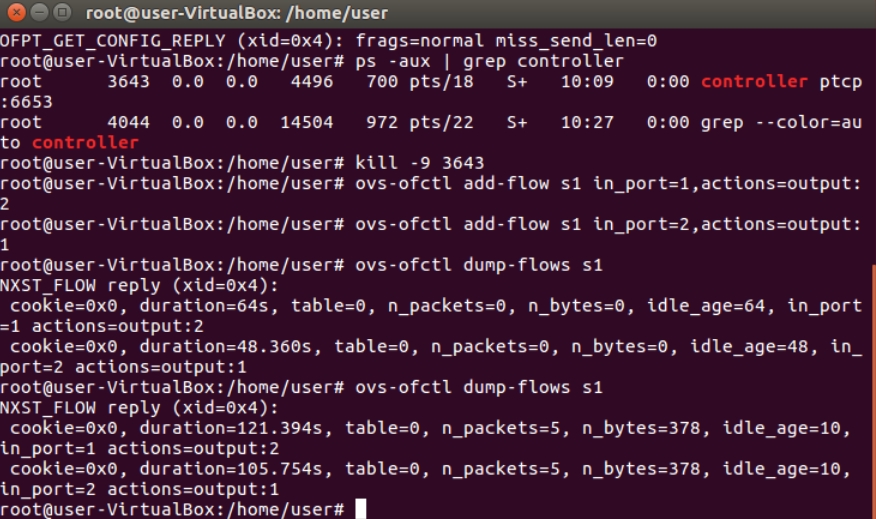 root@user-VirtualBox: /home/user
OFPT_GET_CONFIG_REPLY (xid=0x4): frags=normal miss_send_len=0
root@user-VirtualBox:/home/user# ps -aux | grep controller
root      3643  0.0  0.0   4496   700 pts/18   S+   10:09   0:00 controller ptcp
:6653
root      4044  0.0  0.0  14504   972 pts/22   S+   10:27   0:00 grep --color=au
to controller
root@user-VirtualBox:/home/user# kill -9 3643
root@user-VirtualBox:/home/user# ovs-ofctl add-flow s1 in_port=1,actions=output:
2
root@user-VirtualBox:/home/user# ovs-ofctl add-flow s1 in_port=2,actions=output:
1
root@user-VirtualBox:/home/user# ovs-ofctl dump-flows s1
NXST_FLOW reply (xid=0x4):
 cookie=0x0, duration=64s, table=0, n_packets=0, n_bytes=0, idle_age=64, in_port
=1 actions=output:2
 cookie=0x0, duration=48.360s, table=0, n_packets=0, n_bytes=0, idle_age=48, in_
port=2 actions=output:1
root@user-VirtualBox:/home/user# ovs-ofctl dump-flows s1
NXST_FLOW reply (xid=0x4):
 cookie=0x0, duration=121.394s, table=0, n_packets=5, n_bytes=378, idle_age=10,
in_port=1 actions=output:2
 cookie=0x0, duration=105.754s, table=0, n_packets=5, n_bytes=378, idle_age=10,
in_port=2 actions=output:1
root@user-VirtualBox:/home/user#